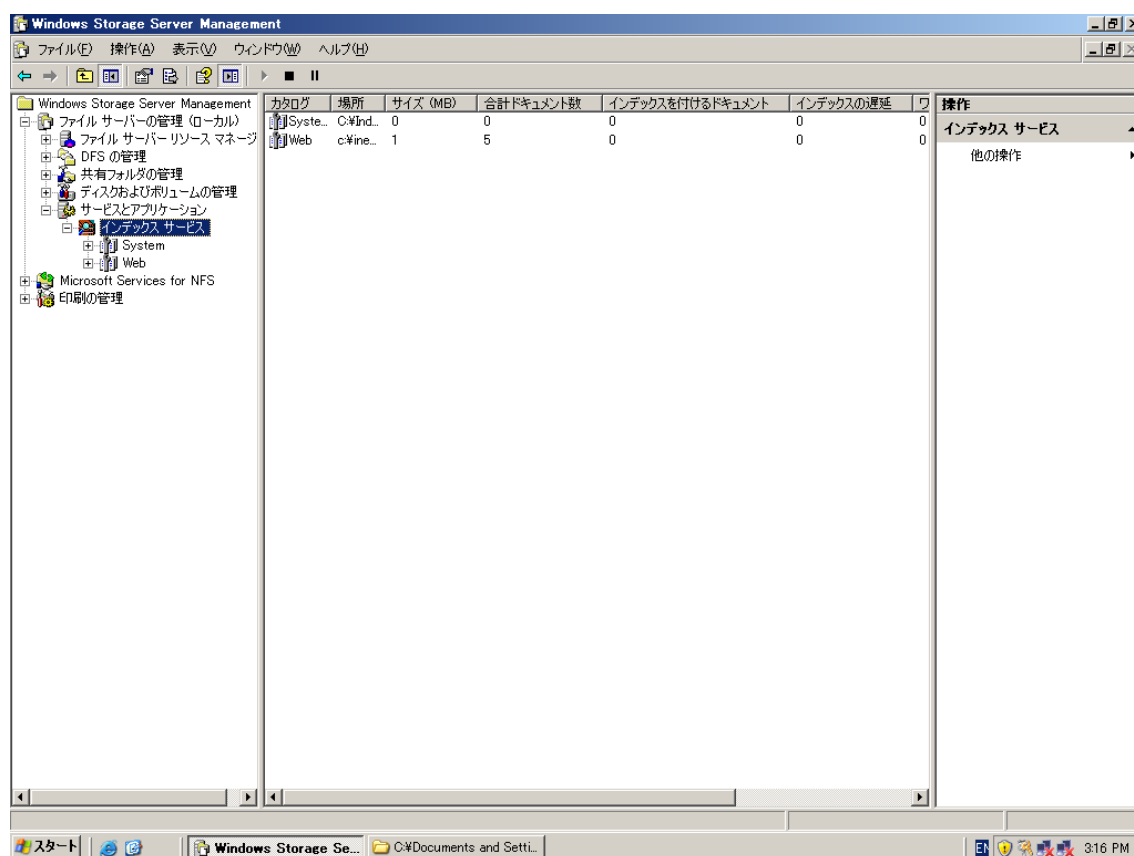 Windows Storage Server Management
ファイル(F) 操作(A) 表示(V) ウィンドウ(W) ヘルプ(H)
Windows Storage Server Management
ファイル サーバーの管理 (ローカル)
ファイル サーバー リソース マネージ
DFS の管理
共有フォルダの管理
ディスクおよびボリュームの管理
サービスとアプリケーション
インデックス サービス
System
Web
Microsoft Services for NFS
印刷の管理
カタログ 場所 サイズ (MB) 合計ドキュメント数 インデックスを付けるドキュメント インデックスの遅延 ワ
Syste... C:¥Ind... 0 0 0 0 0
Web c:¥ine... 1 5 0 0 0
操作
インデックス サービス
他の操作
スタート Windows Storage Se... C:¥Documents and Setti... EN 3:16 PM